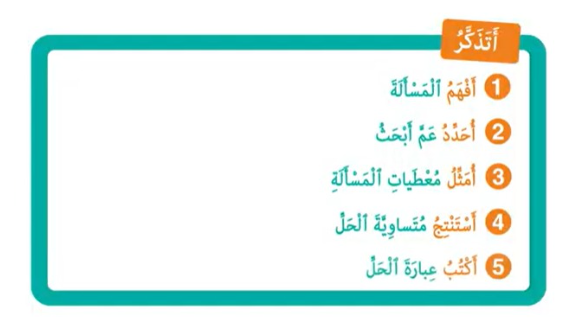 أَتَذَكَّرُ
1 أَفْهَمُ ٱلْمَسْأَلَةَ
2 أُحَدِّدُ عَمَّ أَبْحَثُ
3 أُمَثِّلُ مُعْطَياتِ ٱلْمَسْأَلَةِ
4 أَسْتَنْتِجُ مُتَساوِيَّةَ ٱلْحَلِّ
5 أَكْتُبُ عِبارَةَ ٱلْحَلِّ